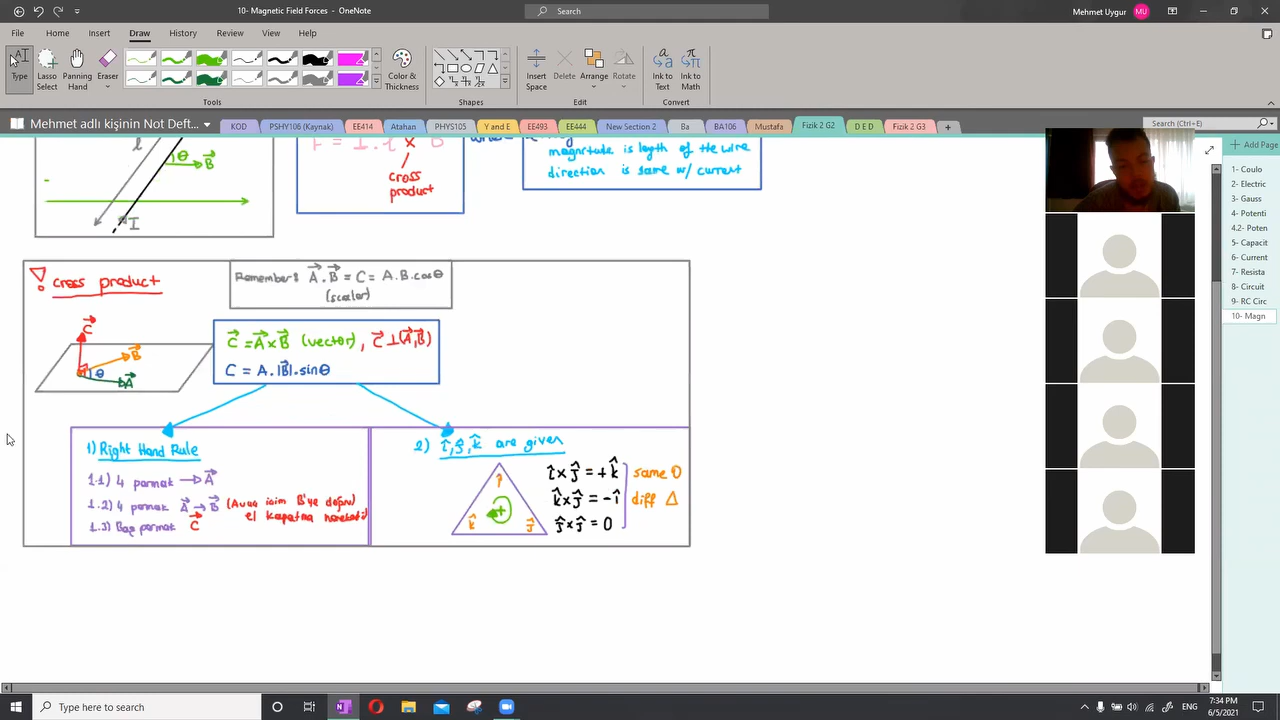 10- Magnetic Field Forces - OneNote
Search
Mehmet Uygur
MU
File
Home
Insert
Draw
History
Review
View
Help
Type
Lasso Select
Panning Hand
Eraser
Color & Thickness
Insert Space
Delete
Arrange
Rotate
Ink to Text
Ink to Math
Tools
Shapes
Edit
Convert
Mehmet adlı kişinin Not Deft...
KOD
PSHY106 (Kaynak)
EE414
Atahan
PHYS105
Y and E
EE493
EE444
New Section 2
Ba
BA106
Mustafa
Fizik 2 G2
D E D
Fizik 2 G3
+
Search (Ctrl+E)
Add Page
1- Coulo
2- Electric
3- Gauss
4- Potenti
4.2- Poten
5- Capacit
6- Current
7- Resista
8- Circuit
9- RC Circ
10- Magn
l
θ
B⃗
I
F = I . l × B
cross
product
magnitude is length of the wire
direction is same w/ current
! cross product
Remember: A⃗ . B⃗ = C = A.B.cosθ
(scalar)
C⃗
B⃗
θ
A⃗
C⃗ = A⃗ x B⃗ (vector), C⃗ ⊥ (A⃗,B⃗)
C = A.|B⃗|.sinθ
1) Right Hand Rule
1.1) 4 parmak → A⃗
1.2) 4 parmak A⃗ → B⃗ (Avuç içim B'ye doğru)
el kapatma hareketi
1.3) Baş parmak C⃗
2) î, ĵ, k̂ are given
î
k̂
+
ĵ
î x ĵ = +k̂
k̂ x ĵ = -î
ĵ x ĵ = 0
same
diff Δ
Type here to search
ENG
7:34 PM
6/5/2021